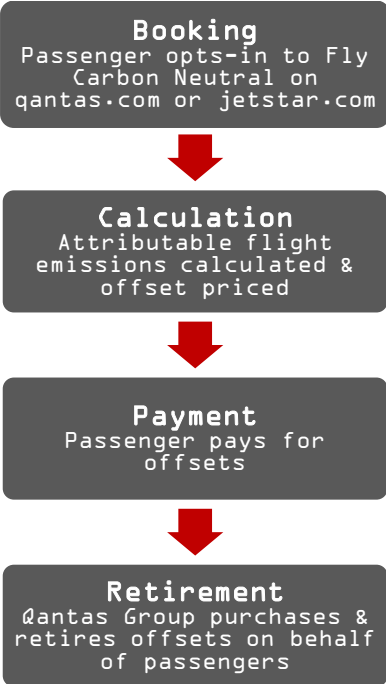 Booking
Passenger opts-in to Fly
Carbon Neutral on
qantas.com or jetstar.com
Calculation
Attributable flight
emissions calculated &
offset priced
Payment
Passenger pays for
offsets
Retirement
Qantas Group purchases &
retires offsets on behalf
of passengers